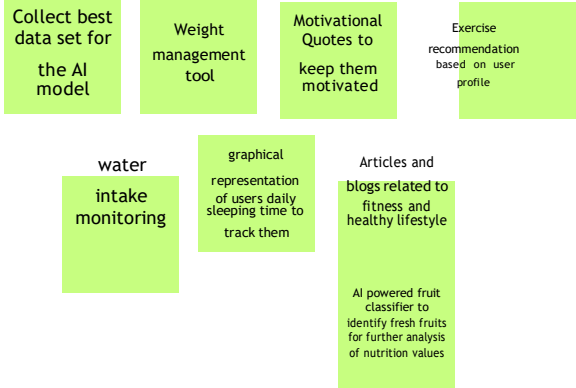 Collect best
data set for
the AI
model
Weight
management
tool
Motivational
Quotes to
keep them
motivated
Exercise
recommendation
based on user
profile
water
intake
monitoring
graphical
representation
of users daily
sleeping time to
track them
Articles and
blogs related to
fitness and
healthy lifestyle
AI powered fruit
classifier to
identify fresh fruits
for further analysis
of nutrition values